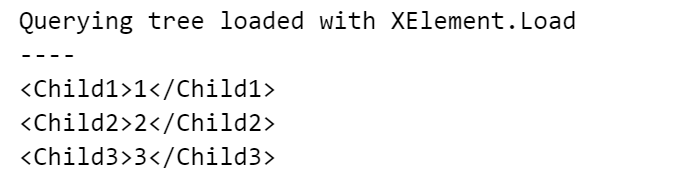 Querying tree loaded with XElement.Load
----
<Child1>1</Child1>
<Child2>2</Child2>
<Child3>3</Child3>